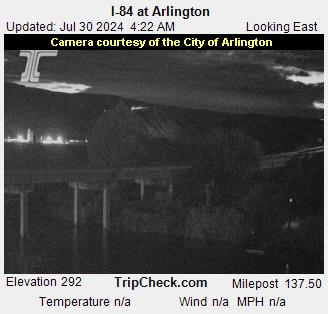 I-84 at Arlington
Updated: Jul 30 2024 4:22 AM Looking East
Camera courtesy of the City of Arlington
Elevation 292 TripCheck.com Milepost 137.50
Temperature n/a Wind n/a MPH n/a